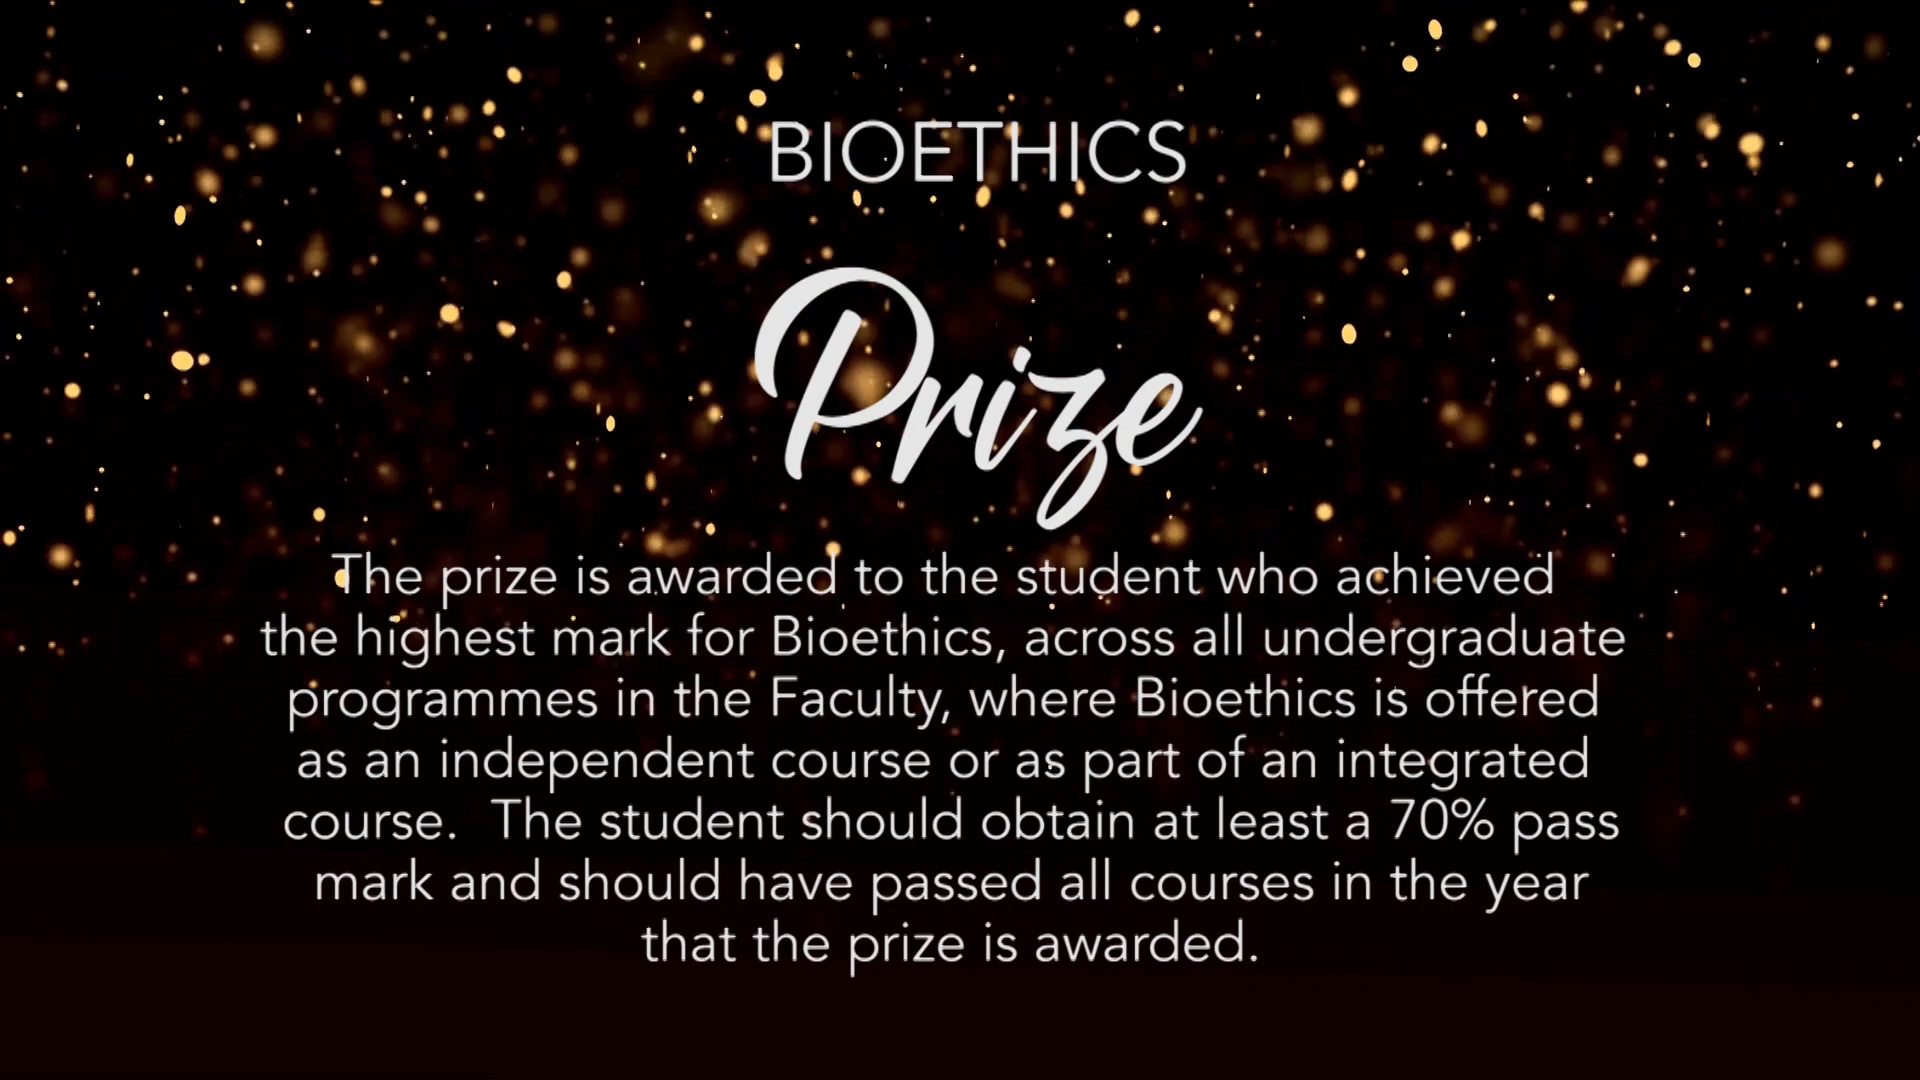 BIOETHICS
Prize
The prize is awarded to the student who achieved
the highest mark for Bioethics, across all undergraduate
programmes in the Faculty, where Bioethics is offered
as an independent course or as part of an integrated
course.  The student should obtain at least a 70% pass
mark and should have passed all courses in the year
that the prize is awarded.